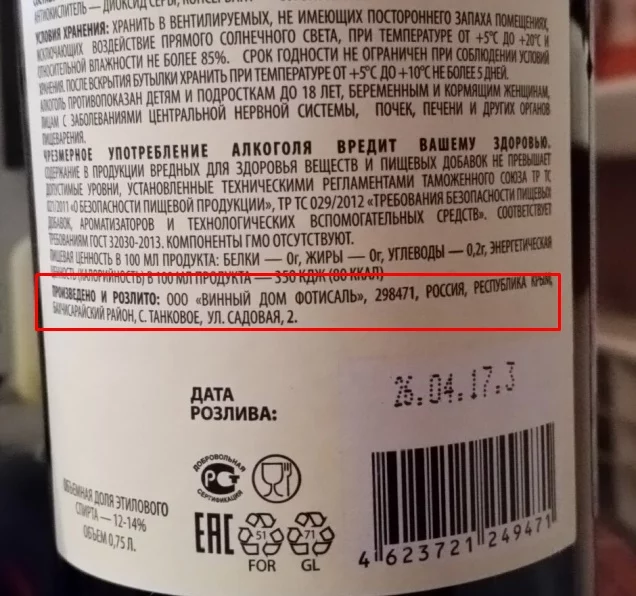 АНТИОКИСЛИТЕЛЬ — ДИОКСИД СЕРЫ,
УСЛОВИЯ ХРАНЕНИЯ: ХРАНИТЬ В ВЕНТИЛИРУЕМЫХ, НЕ ИМЕЮЩИХ ПОСТОРОННЕГО ЗАПАХА ПОМЕЩЕНИЯХ,
ИСКЛЮЧАЮЩИХ ВОЗДЕЙСТВИЕ ПРЯМОГО СОЛНЕЧНОГО СВЕТА, ПРИ ТЕМПЕРАТУРЕ ОТ +5°С ДО +20°С И
ОТНОСИТЕЛЬНОЙ ВЛАЖНОСТИ НЕ БОЛЕЕ 85%. СРОК ГОДНОСТИ НЕ ОГРАНИЧЕН ПРИ СОБЛЮДЕНИИ УСЛОВИЙ
ХРАНЕНИЯ. ПОСЛЕ ВСКРЫТИЯ БУТЫЛКИ ХРАНИТЬ ПРИ ТЕМПЕРАТУРЕ ОТ +5°С ДО +10°С НЕ БОЛЕЕ 5 ДНЕЙ.
АЛКОГОЛЬ ПРОТИВОПОКАЗАН ДЕТЯМ И ПОДРОСТКАМ ДО 18 ЛЕТ, БЕРЕМЕННЫМ И КОРМЯЩИМ ЖЕНЩИНАМ,
ЛИЦАМ С ЗАБОЛЕВАНИЯМИ ЦЕНТРАЛЬНОЙ НЕРВНОЙ СИСТЕМЫ, ПОЧЕК, ПЕЧЕНИ И ДРУГИХ ОРГАНОВ
ПИЩЕВАРЕНИЯ.
ЧРЕЗМЕРНОЕ УПОТРЕБЛЕНИЕ АЛКОГОЛЯ ВРЕДИТ ВАШЕМУ ЗДОРОВЬЮ.
СОДЕРЖАНИЕ В ПРОДУКЦИИ ВРЕДНЫХ ДЛЯ ЗДОРОВЬЯ ВЕЩЕСТВ И ПИЩЕВЫХ ДОБАВОК НЕ ПРЕВЫШАЕТ
ДОПУСТИМЫЕ УРОВНИ, УСТАНОВЛЕННЫЕ ТЕХНИЧЕСКИМИ РЕГЛАМЕНТАМИ ТАМОЖЕННОГО СОЮЗА ТР ТС
021/2011 «О БЕЗОПАСНОСТИ ПИЩЕВОЙ ПРОДУКЦИИ», ТР ТС 029/2012 «ТРЕБОВАНИЯ БЕЗОПАСНОСТИ ПИЩЕВЫХ
ДОБАВОК, АРОМАТИЗАТОРОВ И ТЕХНОЛОГИЧЕСКИХ ВСПОМОГАТЕЛЬНЫХ СРЕДСТВ». СООТВЕТСТВУЕТ
ТРЕБОВАНИЯМ ГОСТ 32030-2013. КОМПОНЕНТЫ ГМО ОТСУТСТВУЮТ.
ПИЩЕВАЯ ЦЕННОСТЬ В 100 МЛ ПРОДУКТА: БЕЛКИ — 0г, ЖИРЫ — 0г, УГЛЕВОДЫ — 0,2г, ЭНЕРГЕТИЧЕСКАЯ
ЦЕННОСТЬ (КАЛОРИЙНОСТЬ) В 100 МЛ ПРОДУКТА — 350 КДЖ (80 ККАЛ)
ПРОИЗВЕДЕНО И РОЗЛИТО: ООО «ВИННЫЙ ДОМ ФОТИСАЛЬ», 298471, РОССИЯ, РЕСПУБЛИКА КРЫМ,
БАХЧИСАРАЙСКИЙ РАЙОН, С. ТАНКОВОЕ, УЛ. САДОВАЯ, 2.
ДАТА
РОЗЛИВА:
26.04.17.3
ДОБРОВОЛЬНАЯ
РСТ
СЕРТИФИКАЦИЯ
ОБЪЕМНАЯ ДОЛЯ ЭТИЛОВОГО
СПИРТА — 12-14%
ОБЪЕМ 0,75 Л.
ЕАС
51
FOR
71
GL
4 623721 249471